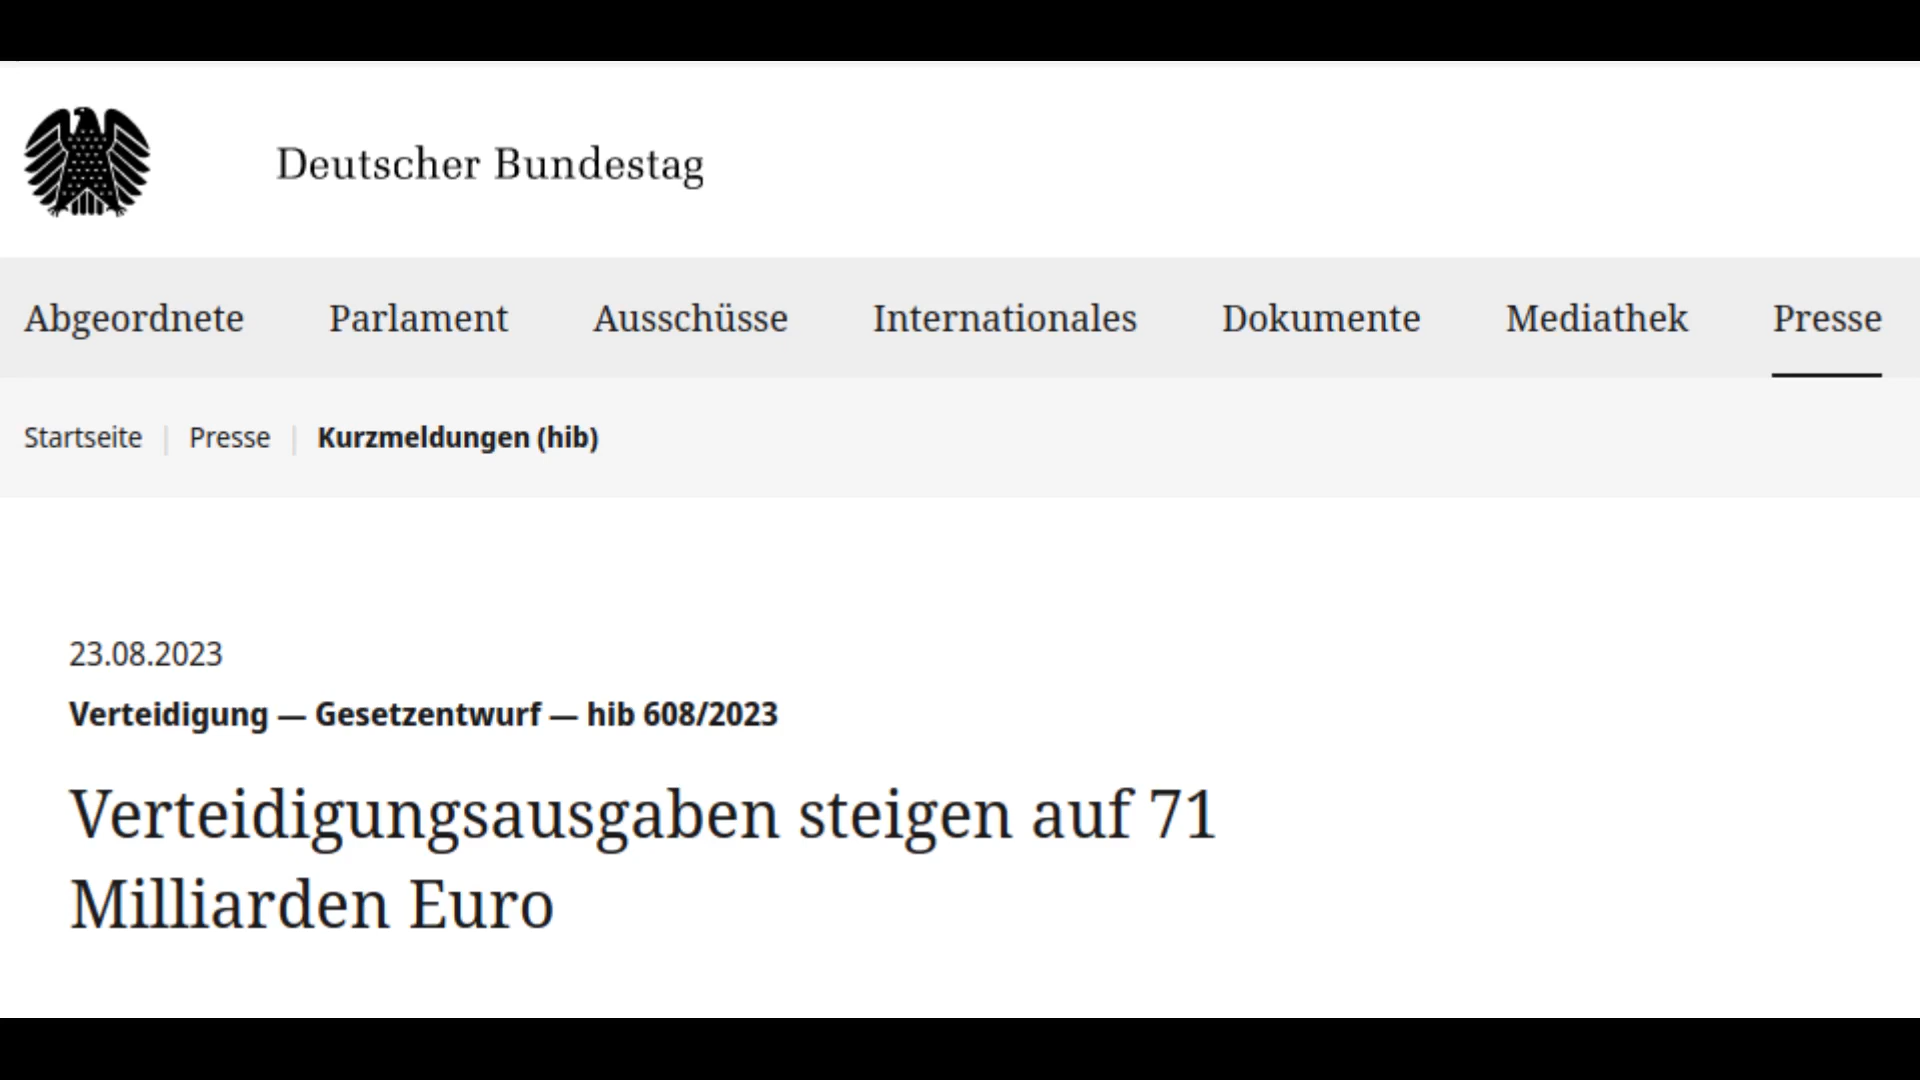 Deutscher Bundestag
Abgeordnete Parlament Ausschüsse Internationales Dokumente Mediathek Presse
Startseite | Presse | Kurzmeldungen (hib)
23.08.2023
Verteidigung — Gesetzentwurf — hib 608/2023
Verteidigungsausgaben steigen auf 71
Milliarden Euro